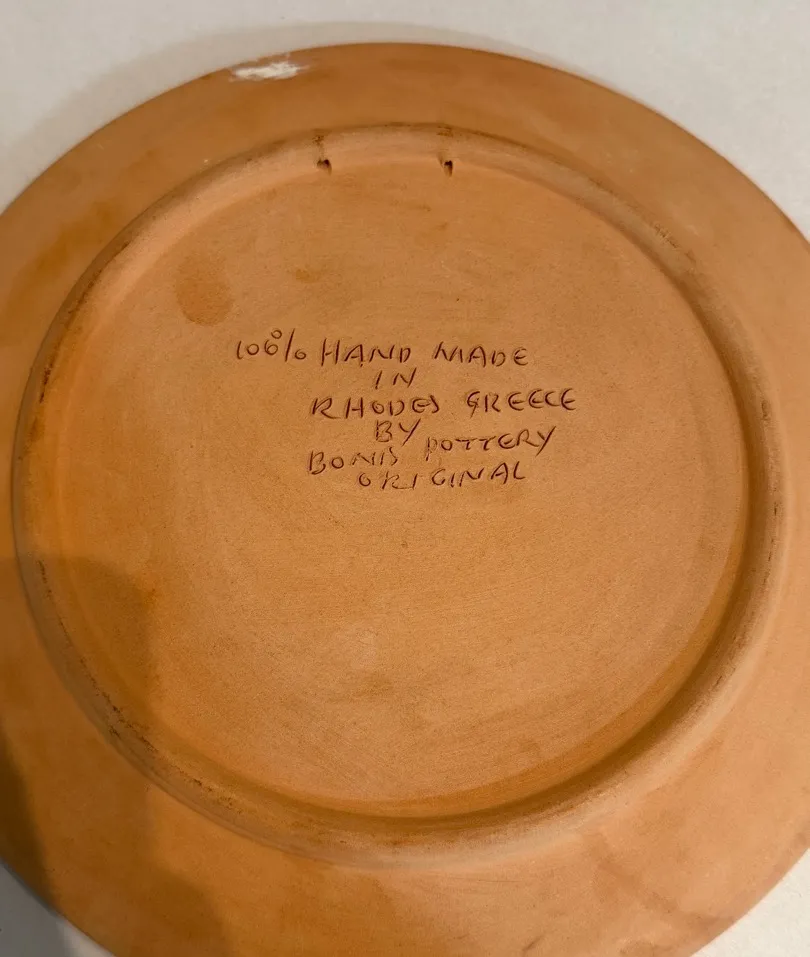 100% HAND MADE
IN
RHODES GREECE
BY
BONIS POTTERY
ORIGINAL